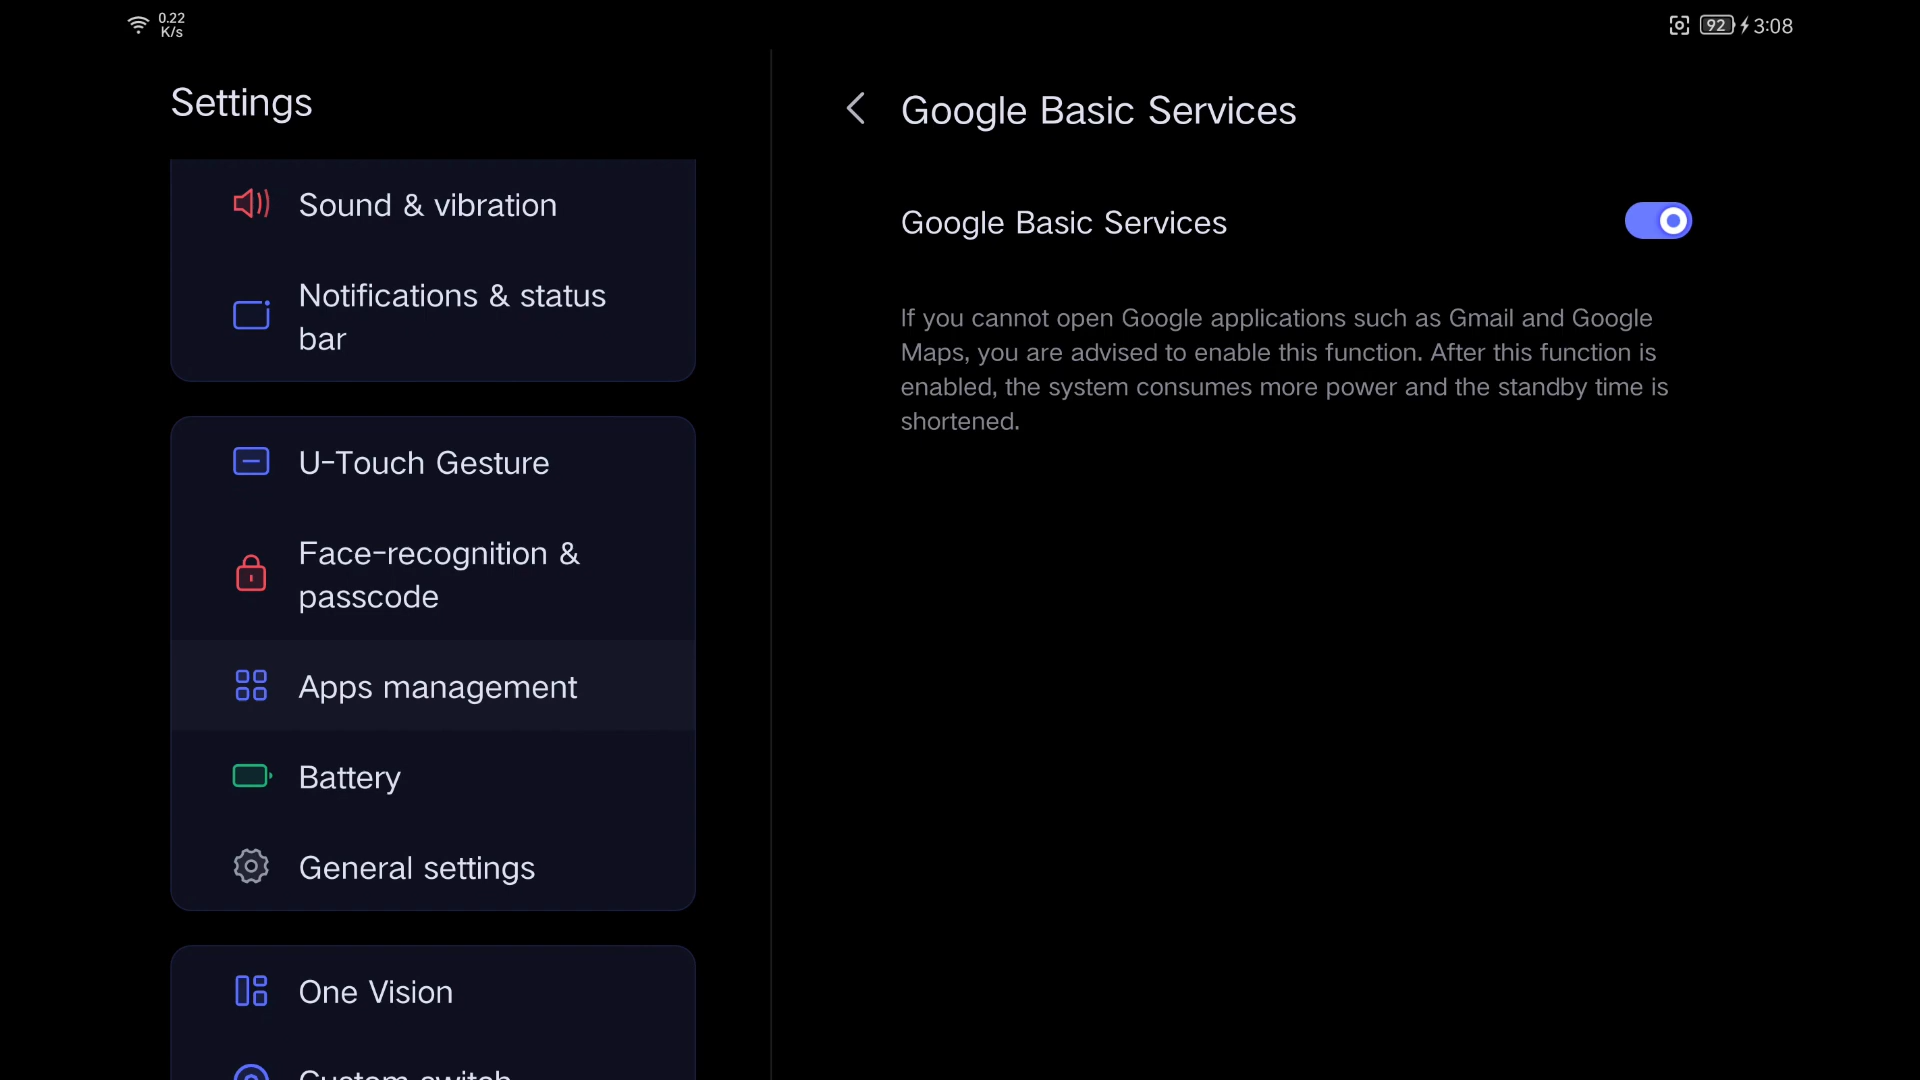 0.22
K/s
92
3:08
Settings
Sound & vibration
Notifications & status
bar
U-Touch Gesture
Face-recognition &
passcode
Apps management
Battery
General settings
One Vision
Custom switch
Google Basic Services
Google Basic Services
If you cannot open Google applications such as Gmail and Google
Maps, you are advised to enable this function. After this function is
enabled, the system consumes more power and the standby time is
shortened.